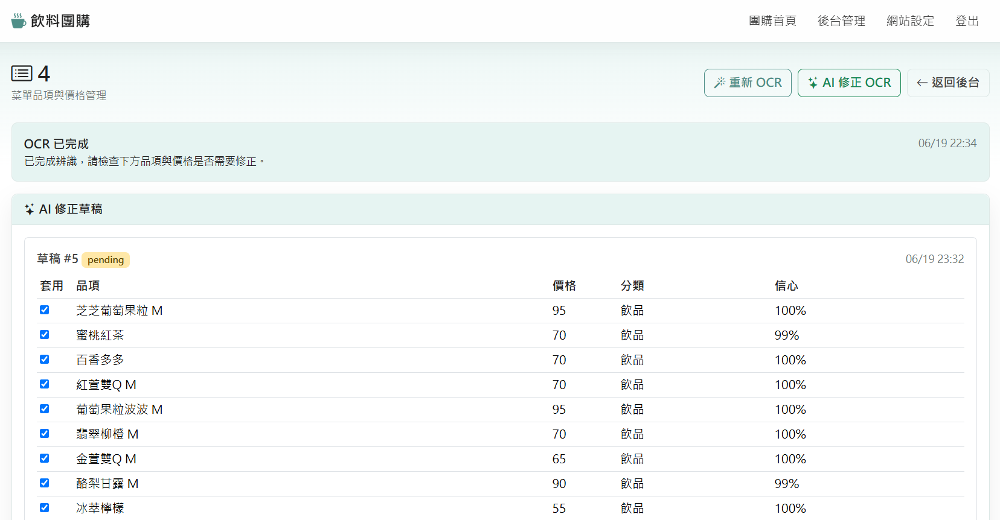 飲料團購 團購首頁 後台管理 網站設定 登出
4
菜單品項與價格管理
重新 OCR AI 修正 OCR ← 返回後台
OCR 已完成 06/19 22:34
已完成辨識，請檢查下方品項與價格是否需要修正。
AI 修正草稿
草稿 #5 pending 06/19 23:32
套用 品項 價格 分類 信心
芝芝葡萄果粒 M 95 飲品 100%
蜜桃紅茶 70 飲品 99%
百香多多 70 飲品 100%
紅萱雙Q M 70 飲品 100%
葡萄果粒波波 M 95 飲品 100%
翡翠柳橙 M 70 飲品 100%
金萱雙Q M 65 飲品 100%
酪梨甘露 M 90 飲品 99%
冰萃檸檬 55 飲品 100%